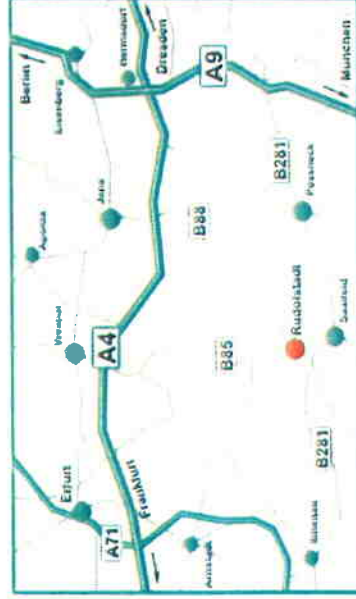 Berlin
Eisenberg
Apolda
Erfurt
Weimar
Jena
Hermsdorf
A71
A4
Frankfurt
Dresden
A9
Arnstadt
B85
B88
B281
Ilmenau
B281
Rudolstadt
Pössneck
Saalfeld
München